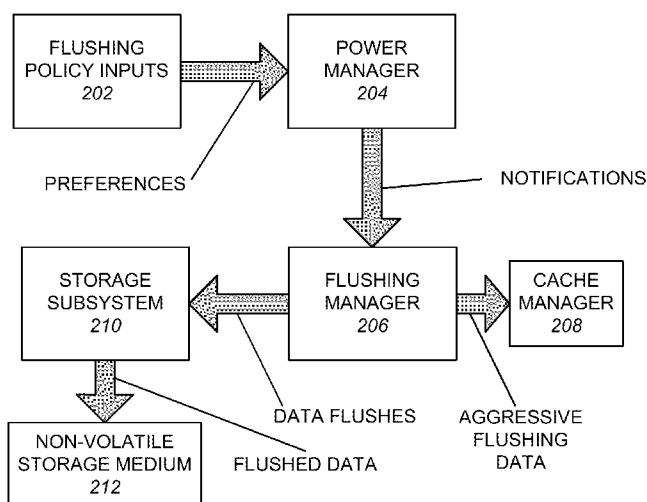 FLUSHING
POLICY INPUTS
202
POWER
MANAGER
204
PREFERENCES
NOTIFICATIONS
STORAGE
SUBSYSTEM
210
FLUSHING
MANAGER
206
CACHE
MANAGER
208
DATA FLUSHES
AGGRESSIVE
FLUSHING
DATA
NON-VOLATILE
STORAGE MEDIUM
212
FLUSHED DATA